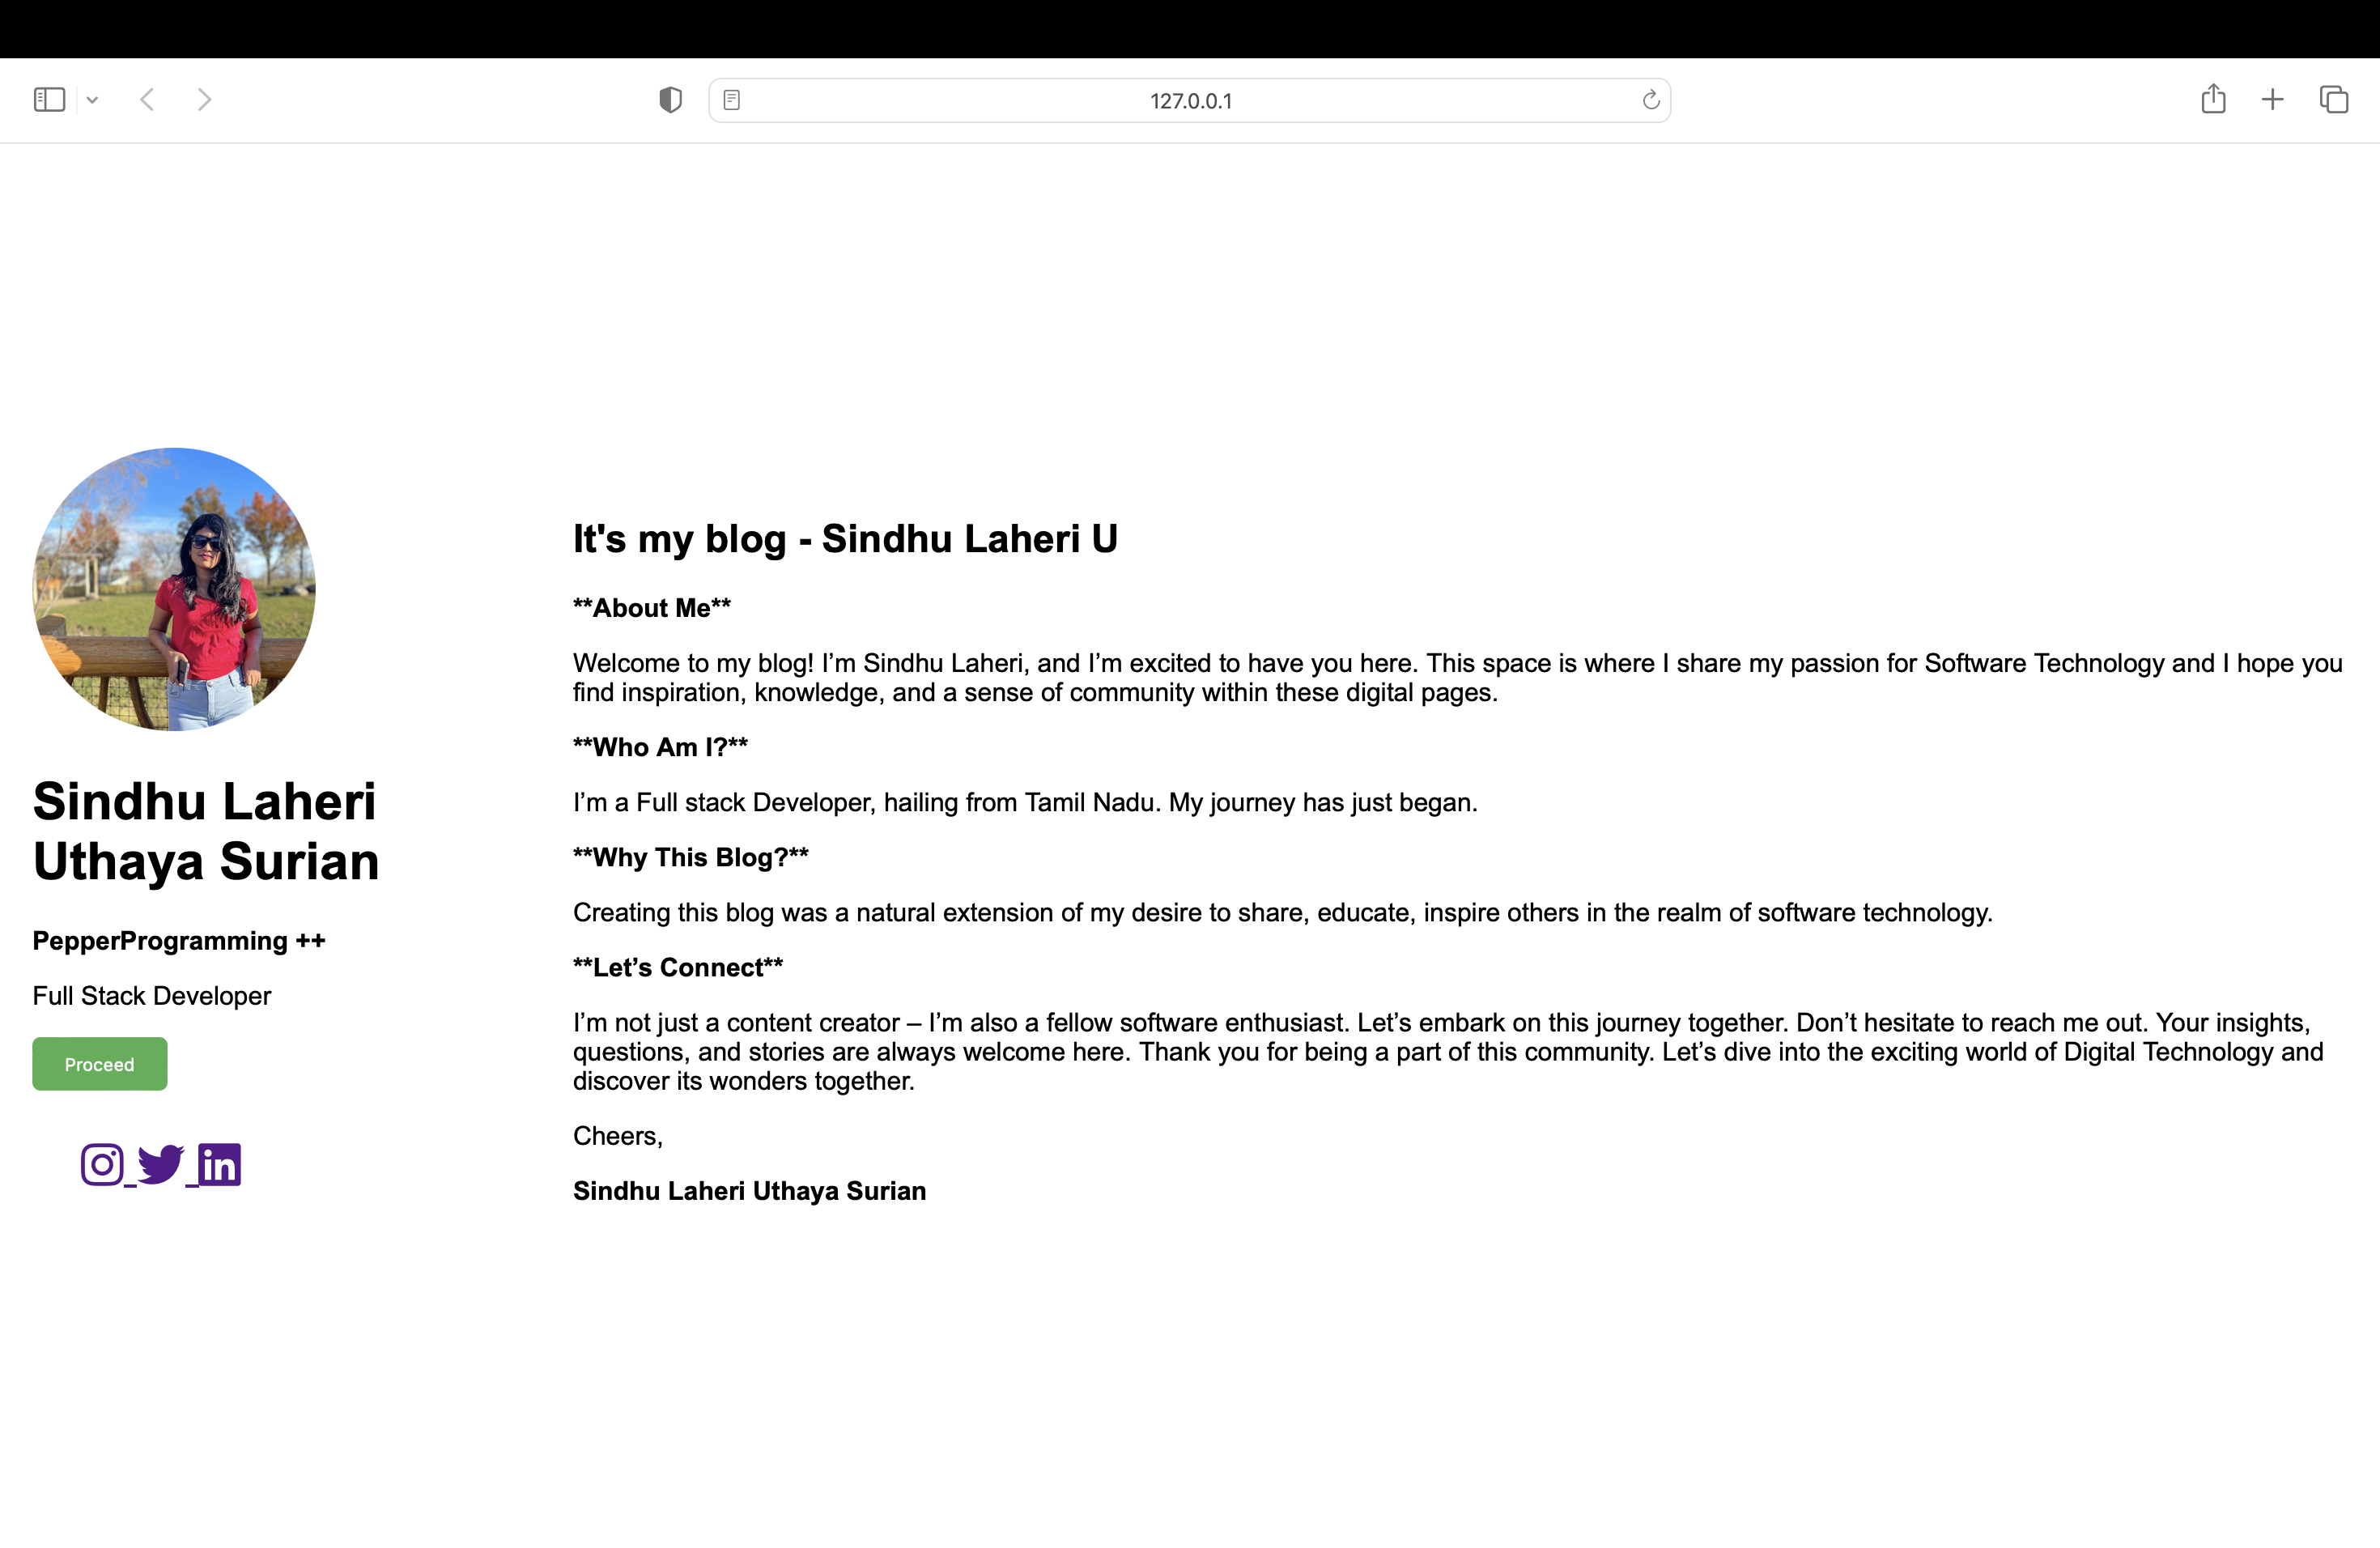 127.0.0.1
Sindhu Laheri
Uthaya Surian
PepperProgramming ++
Full Stack Developer
Proceed
in
It's my blog - Sindhu Laheri U
**About Me**
Welcome to my blog! I’m Sindhu Laheri, and I’m excited to have you here. This space is where I share my passion for Software Technology and I hope you
find inspiration, knowledge, and a sense of community within these digital pages.
**Who Am I?**
I’m a Full stack Developer, hailing from Tamil Nadu. My journey has just began.
**Why This Blog?**
Creating this blog was a natural extension of my desire to share, educate, inspire others in the realm of software technology.
**Let’s Connect**
I’m not just a content creator – I’m also a fellow software enthusiast. Let’s embark on this journey together. Don’t hesitate to reach me out. Your insights,
questions, and stories are always welcome here. Thank you for being a part of this community. Let’s dive into the exciting world of Digital Technology and
discover its wonders together.
Cheers,
Sindhu Laheri Uthaya Surian